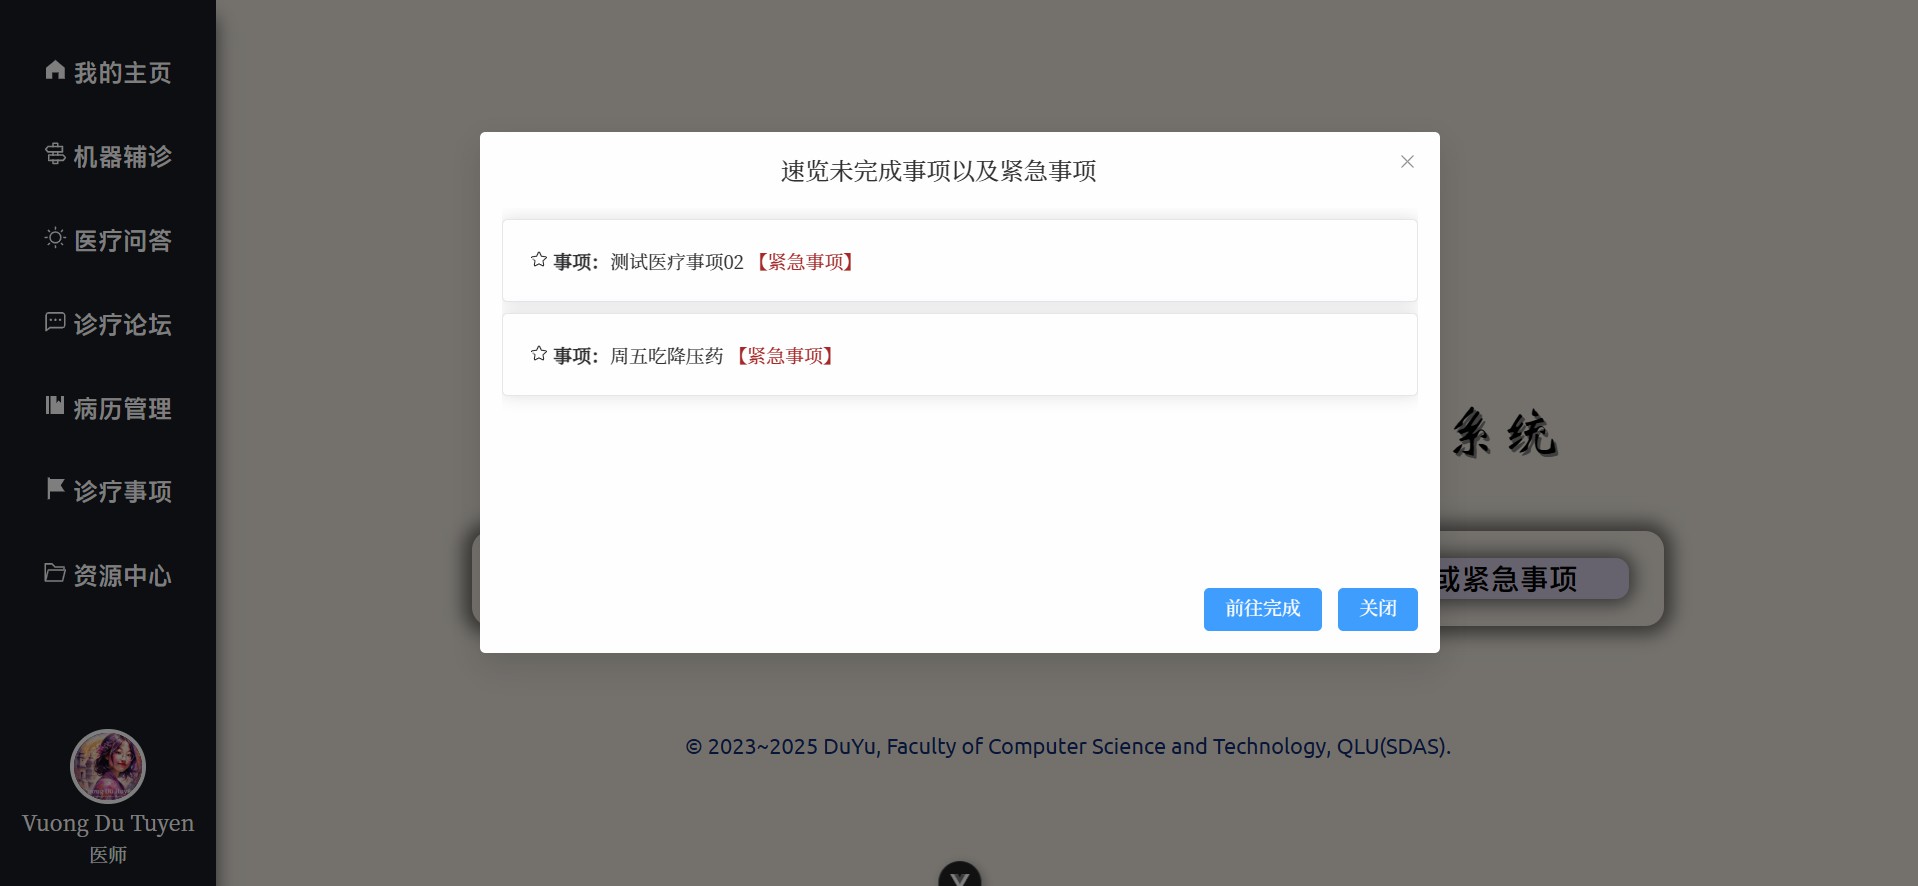 我的主页
机器辅诊
医疗问答
诊疗论坛
病历管理
诊疗事项
资源中心
Vuong Du Tuyen
医师
速览未完成事项以及紧急事项
事项：测试医疗事项02 【紧急事项】
事项：周五吃降压药 【紧急事项】
前往完成
关闭
系统
或紧急事项
© 2023~2025 DuYu, Faculty of Computer Science and Technology, QLU(SDAS).